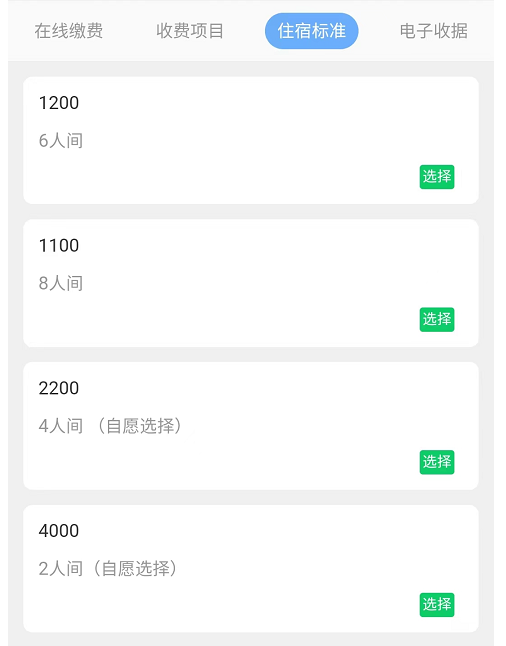 在线缴费 收费项目 住宿标准 电子收据
1200
6人间
选择
1100
8人间
选择
2200
4人间 （自愿选择）
选择
4000
2人间（自愿选择）
选择